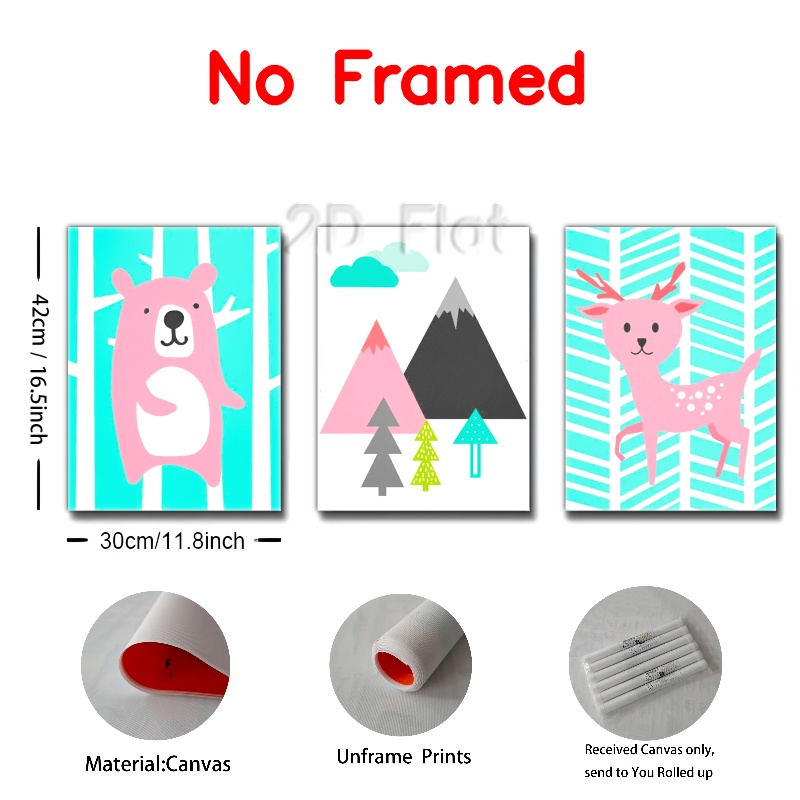 No Framed
2D Flat
42cm / 16.5inch
30cm/11.8inch
Material:Canvas
Unframe Prints
Received Canvas only,
send to You Rolled up